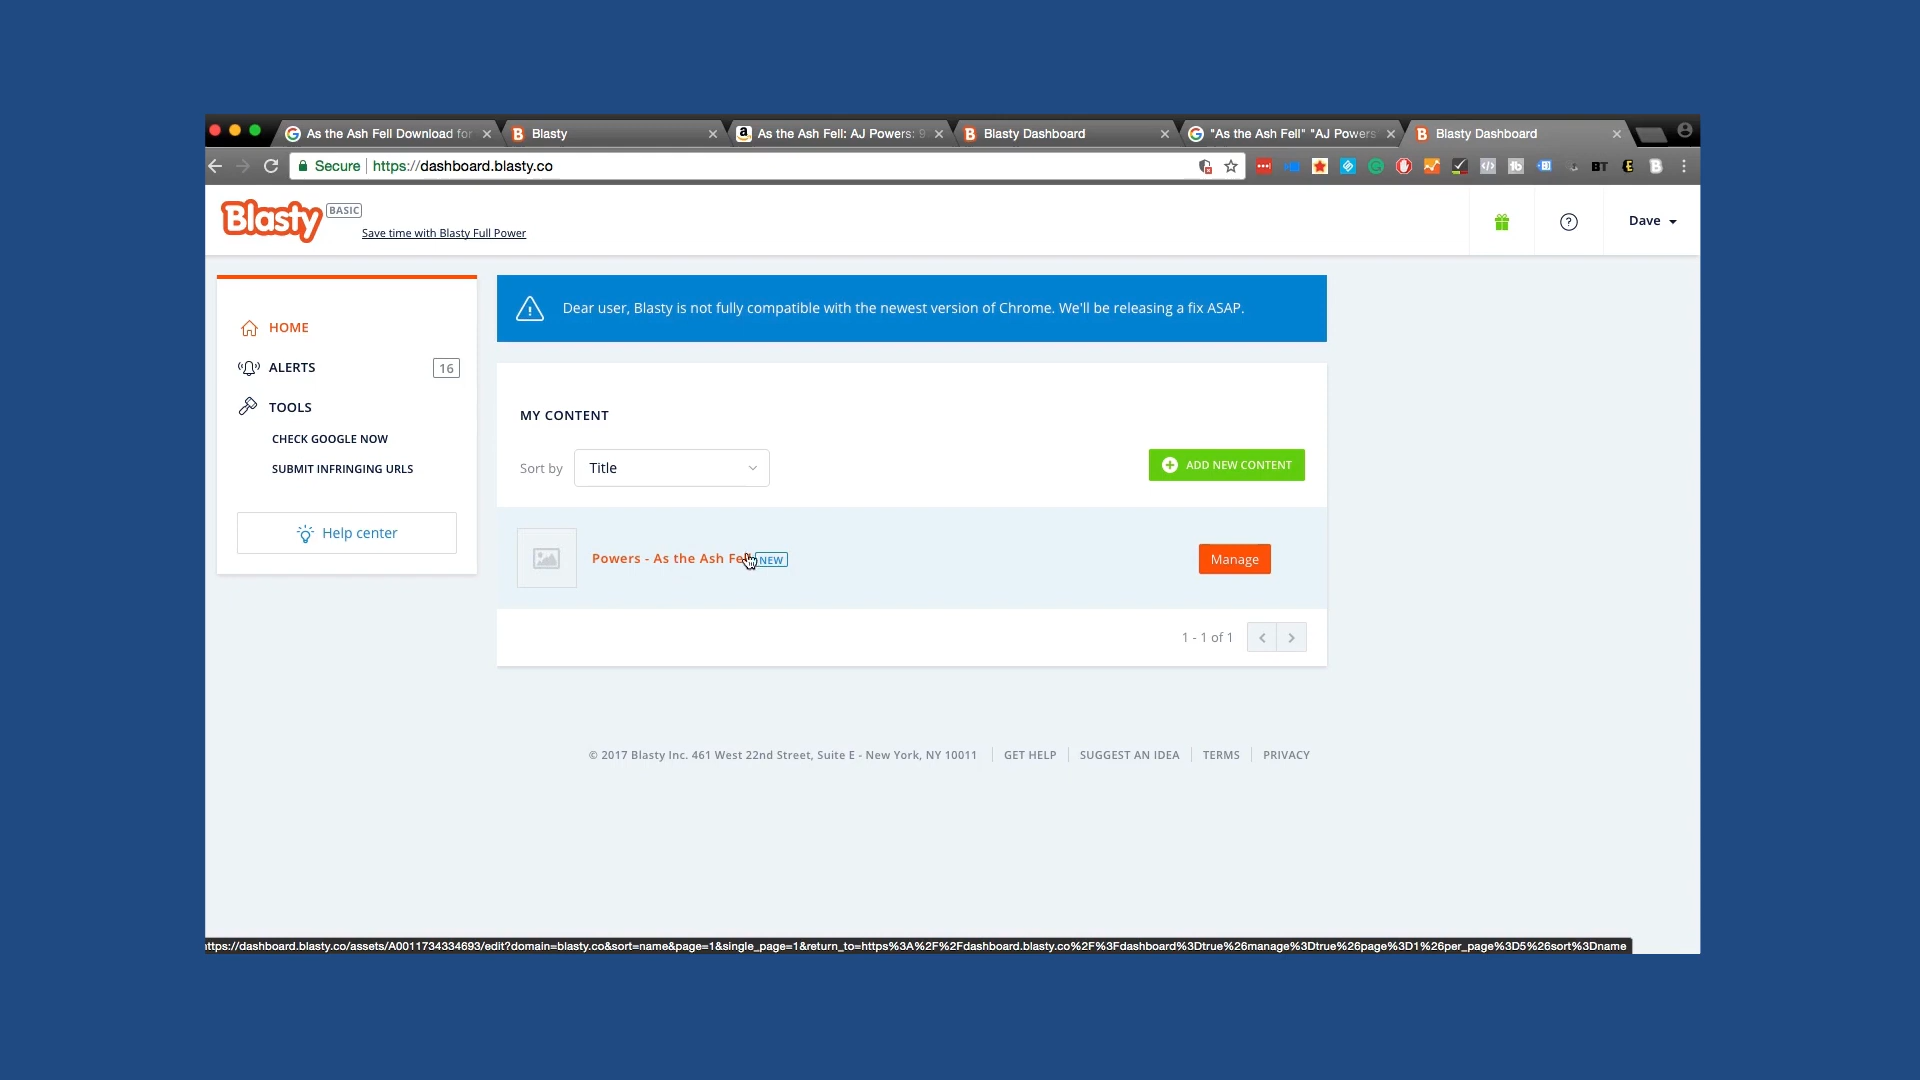 As the Ash Fell Download for
Blasty
As the Ash Fell: AJ Powers: 9
Blasty Dashboard
"As the Ash Fell" "AJ Powers
Blasty Dashboard
Secure
https://dashboard.blasty.co
Blasty
BASIC
Save time with Blasty Full Power
Dave
HOME
ALERTS
16
TOOLS
CHECK GOOGLE NOW
SUBMIT INFRINGING URLS
Help center
Dear user, Blasty is not fully compatible with the newest version of Chrome. We'll be releasing a fix ASAP.
MY CONTENT
Sort by
Title
ADD NEW CONTENT
Powers - As the Ash Fe
NEW
Manage
1 - 1 of 1
© 2017 Blasty Inc. 461 West 22nd Street, Suite E - New York, NY 10011
GET HELP
SUGGEST AN IDEA
TERMS
PRIVACY
ttps://dashboard.blasty.co/assets/A0011734334693/edit?domain=blasty.co&sort=name&page=1&single_page=1&return_to=https%3A%2F%2Fdashboard.blasty.co%2F%3Fdashboard%3Dtrue%26manage%3Dtrue%26page%3D1%26per_page%3D5%26sort%3Dname